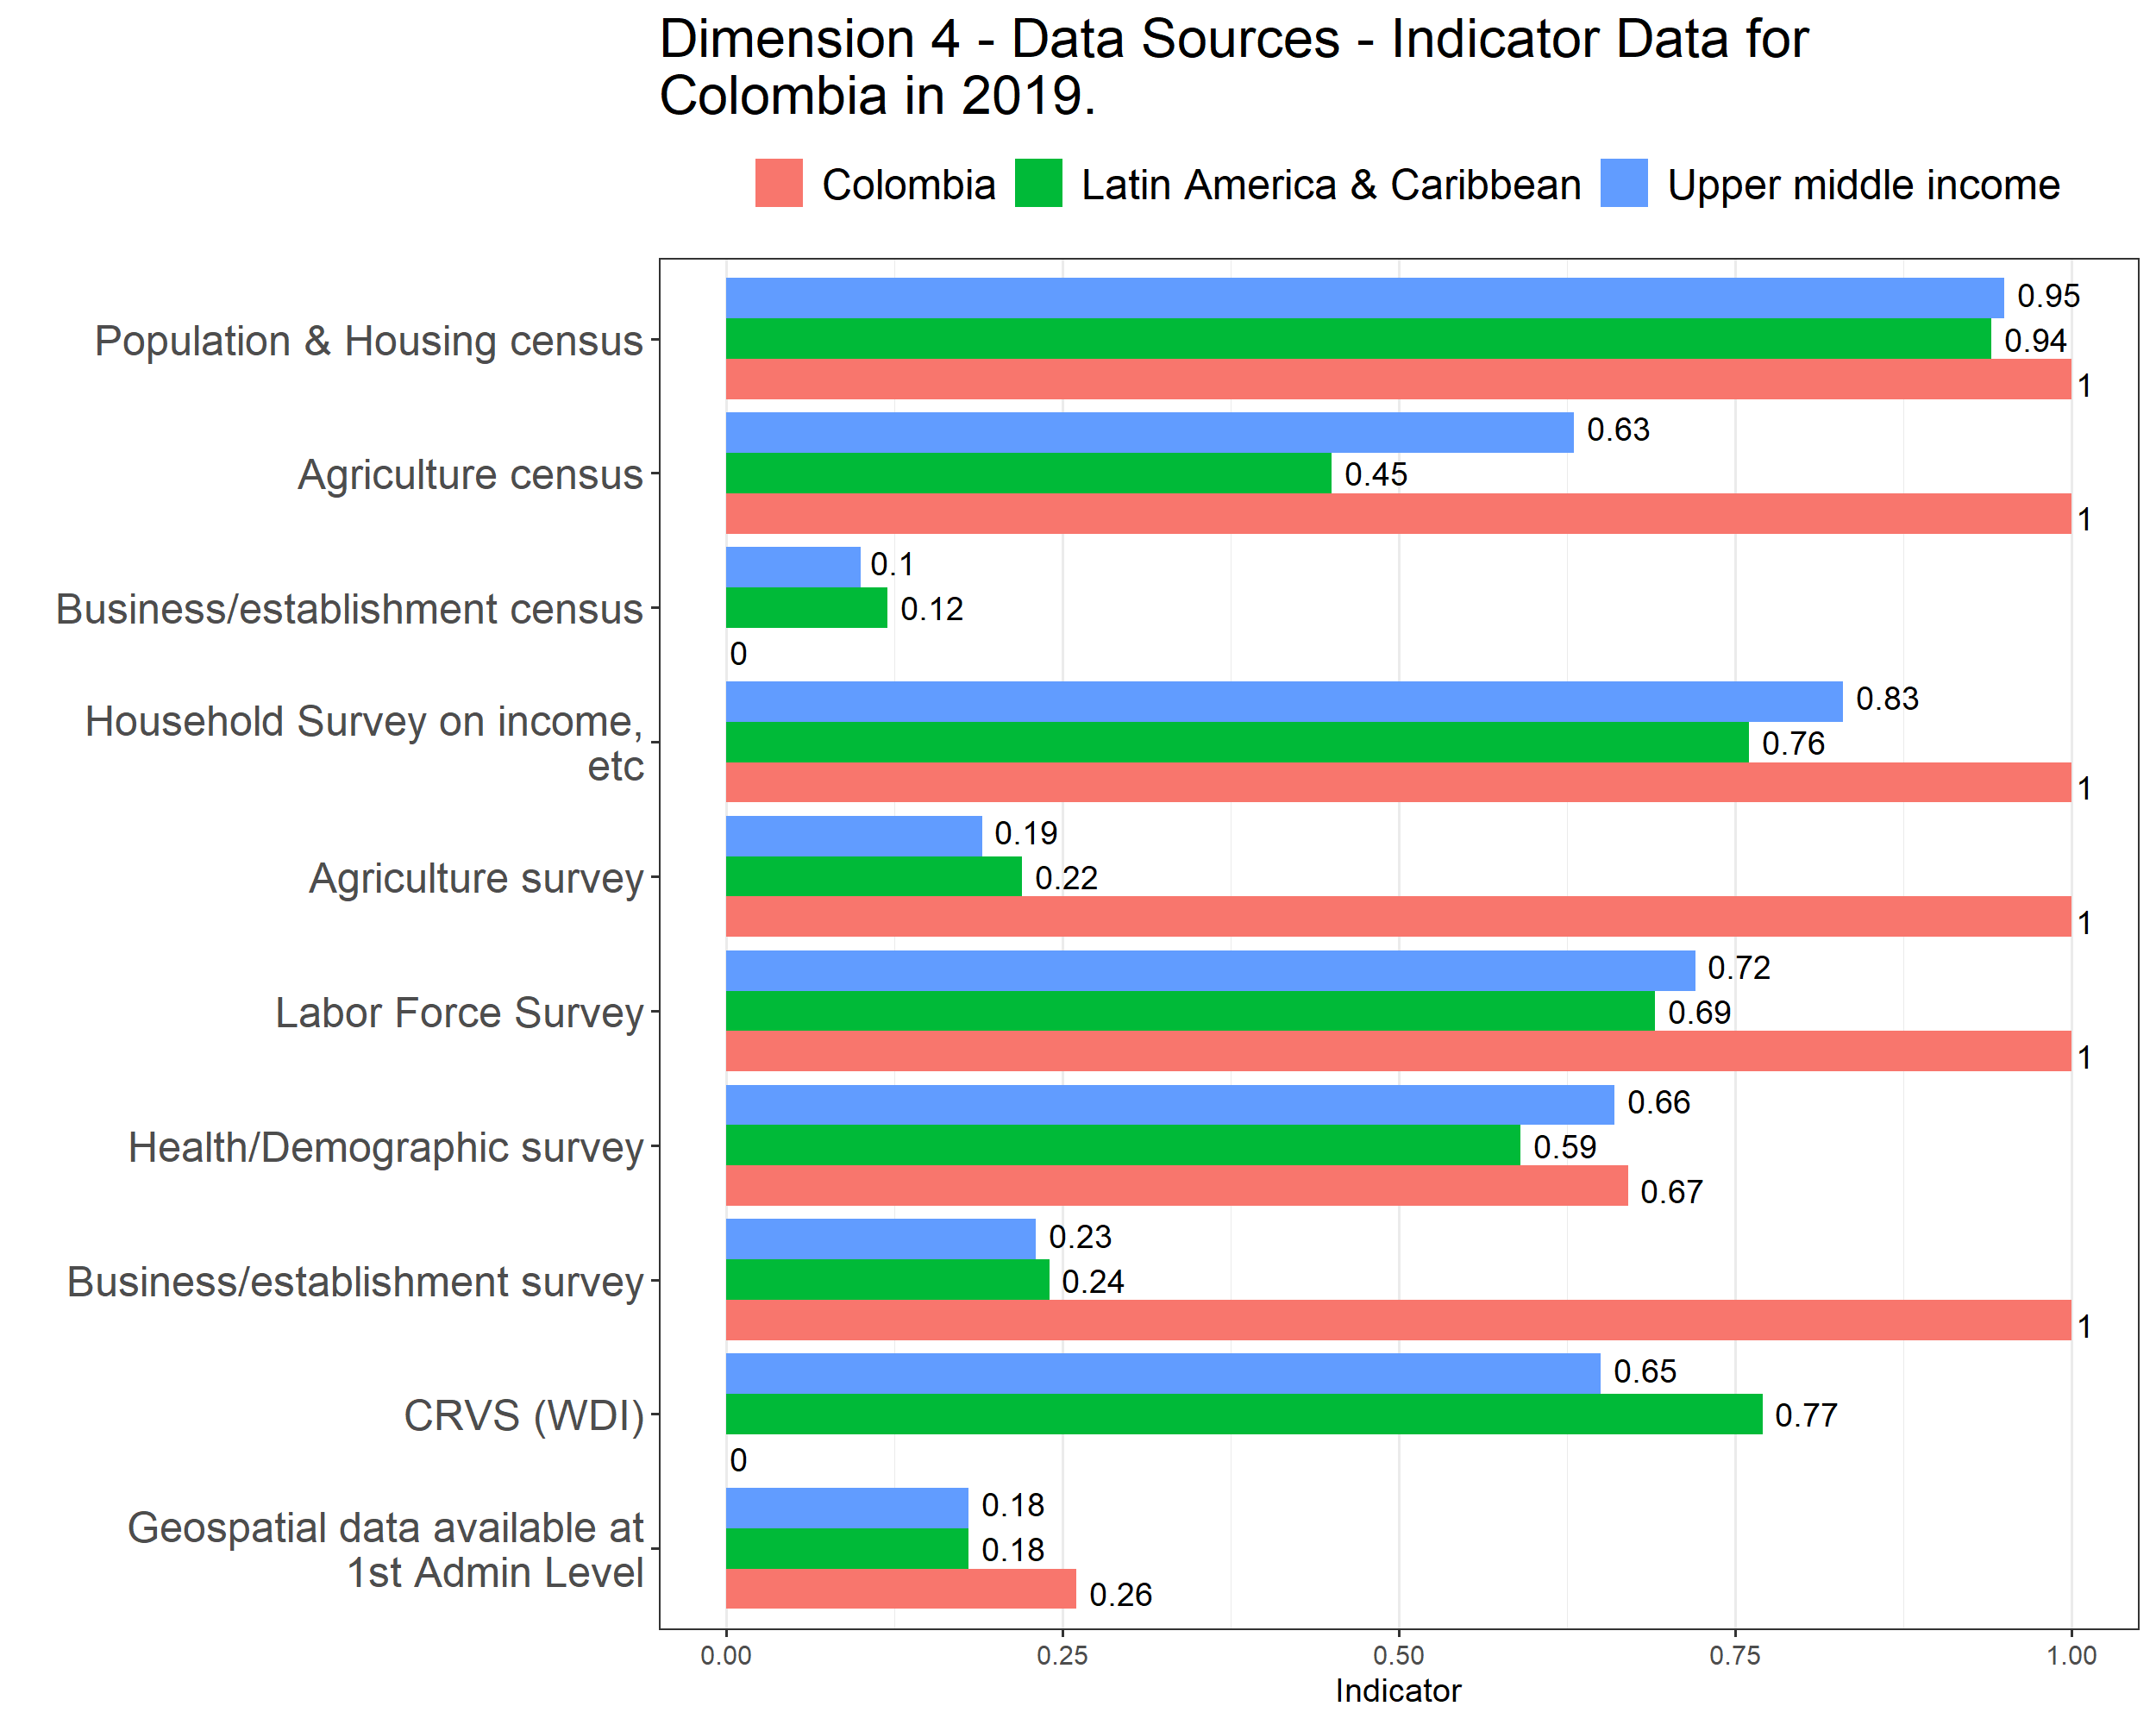 Dimension 4 - Data Sources - Indicator Data for
Colombia in 2019.
Colombia Latin America & Caribbean Upper middle income
Population & Housing census
0.95
0.94
1
Agriculture census
0.63
0.45
1
Business/establishment census
0.1
0.12
0
Household Survey on income,
etc
0.83
0.76
1
Agriculture survey
0.19
0.22
1
Labor Force Survey
0.72
0.69
1
Health/Demographic survey
0.66
0.59
0.67
Business/establishment survey
0.23
0.24
1
CRVS (WDI)
0.65
0.77
0
Geospatial data available at
1st Admin Level
0.18
0.18
0.26
0.00 0.25 0.50 0.75 1.00
Indicator